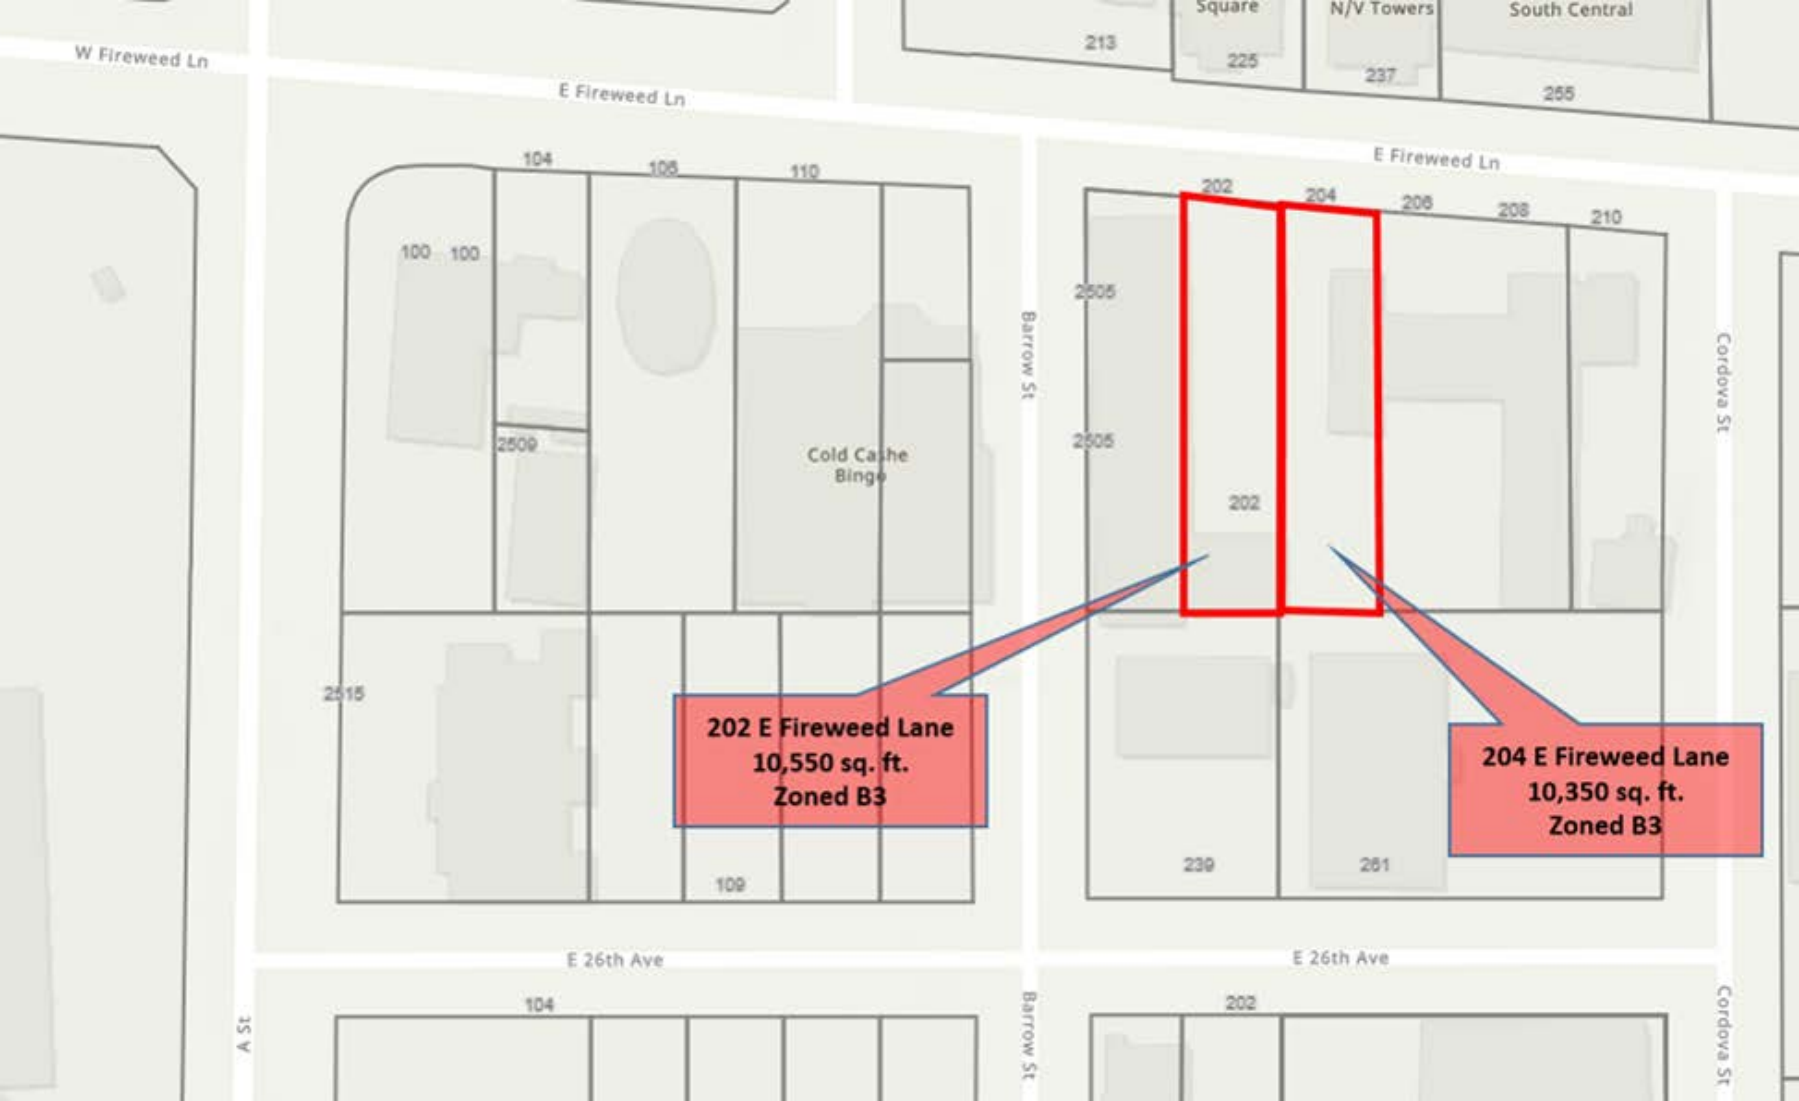 Square
N/V Towers
South Central
213
225
237
255
W Fireweed Ln
E Fireweed Ln
E Fireweed Ln
104
106
110
202
204
206
208
210
100
100
2505
2505
2509
Cold Cashe
Bingo
202
Barrow St
Cordova St
2515
202 E Fireweed Lane
10,550 sq. ft.
Zoned B3
204 E Fireweed Lane
10,350 sq. ft.
Zoned B3
109
239
261
E 26th Ave
E 26th Ave
104
202
A St
Barrow St
Cordova St